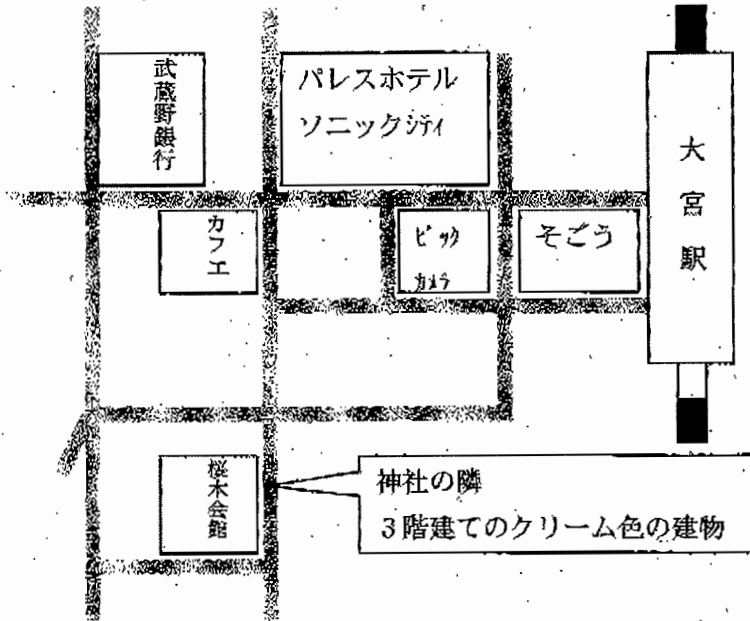 武蔵野銀行
パレスホテル
ソニックシティ
大宮駅
カフェ
ビック
カメラ
そごう
桜木会館
神社の隣
3階建てのクリーム色の建物